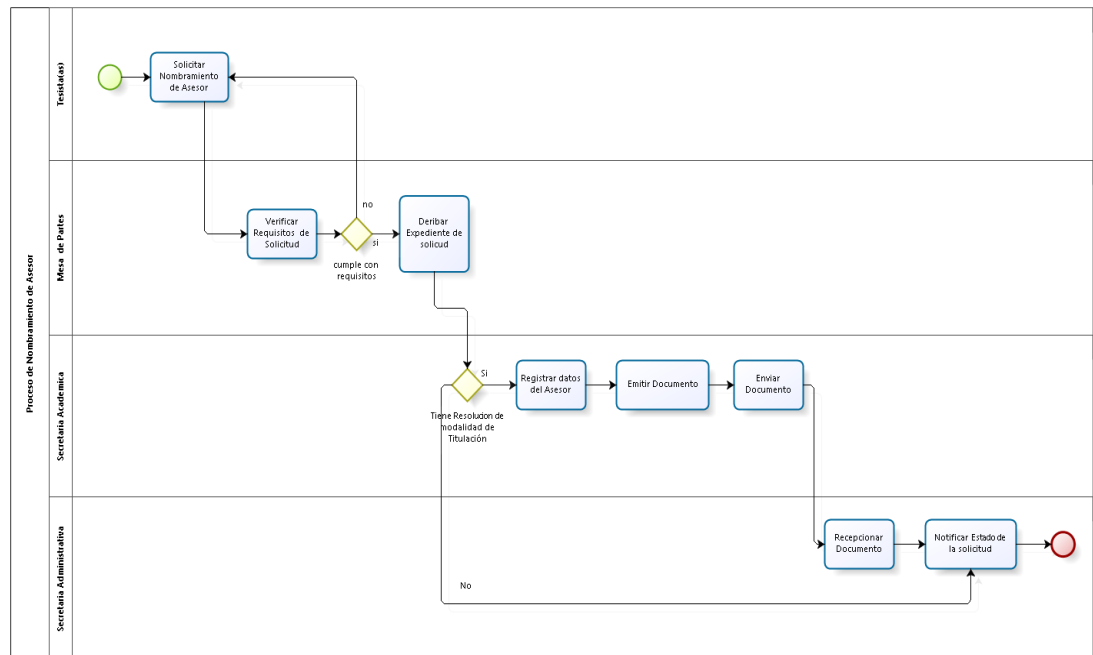 Proceso de Nombramiento de Asesor
Tesista(as)
Solicitar
Nombramiento
de Asesor
Mesa de Partes
Verificar
Requisitos de
Solicitud
no
si
cumple con
requisitos
Deribar
Expediente de
solicud
Secretaria Academica
Si
Tiene Resolucion de
modalidad de
Titulación
Registrar datos
del Asesor
Emitir Documento
Enviar
Documento
Secretaria Administrativa
No
Recepcionar
Documento
Notificar Estado de
la solicitud